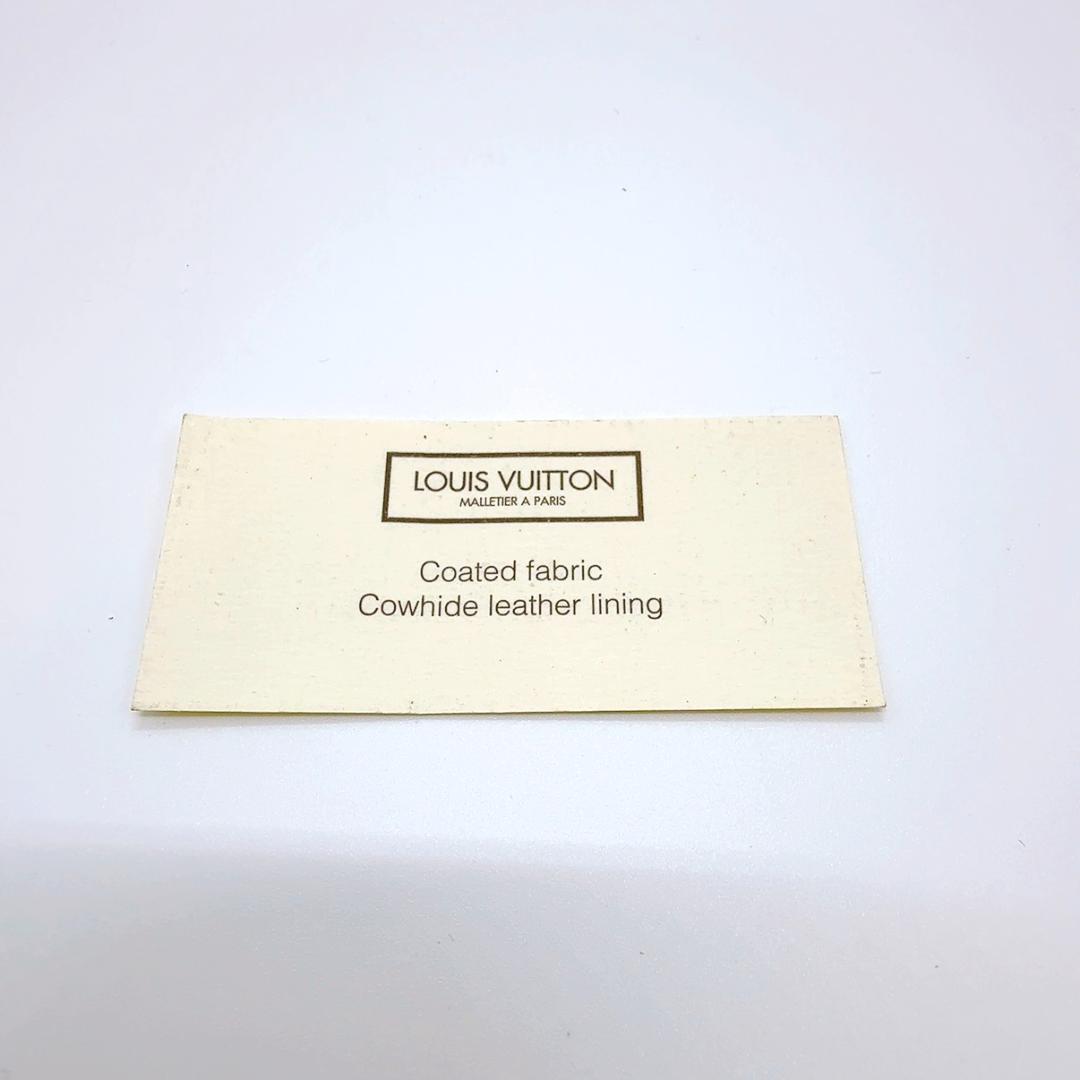 LOUIS VUITTON
MALLETIER A PARIS
Coated fabric
Cowhide leather lining